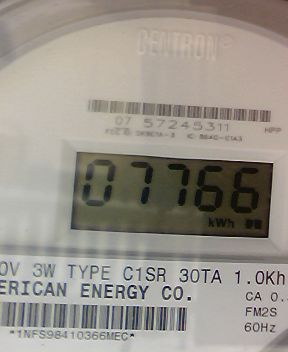 CENTRON®
07 57245311
HPP
07766
kWh
0V 3W TYPE C1SR 30TA 1.0Kh
ERICAN ENERGY CO.
CA 0.
FM2S
60Hz
*1NFS98410366MEC*